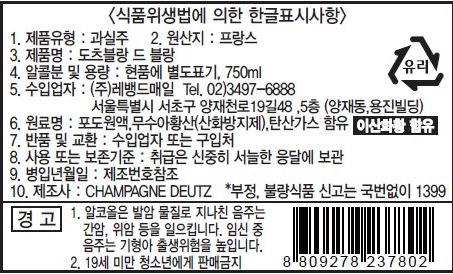 <식품위생법에 의한 한글표시사항>
1. 제품유형 : 과실주 2. 원산지 : 프랑스
3. 제품명 : 도츠블랑 드 블랑
4. 알콜분 및 용량 : 현품에 별도표기, 750ml
5. 수입업자 : (주)레뱅드매일 Tel. 02)3497-6888
서울특별시 서초구 양재천로19길48 ,5층 (양재동,용진빌딩)
6. 원료명 : 포도원액,무수아황산(산화방지제),탄산가스 함유 이산화황 함유
7. 반품 및 교환 : 수입업자 또는 구입처
8. 사용 또는 보존기준 : 취급은 신중히 서늘한 응달에 보관
9. 병입년월일 : 제조번호참조
10. 제조사 : CHAMPAGNE DEUTZ *부정, 불량식품 신고는 국번없이 1399
유리
경 고
1. 알코올은 발암 물질로 지나친 음주는
간암, 위암 등을 일으킵니다. 임신 중
음주는 기형아 출생위험을 높입니다.
2. 19세 미만 청소년에게 판매금지
8 809278 237802